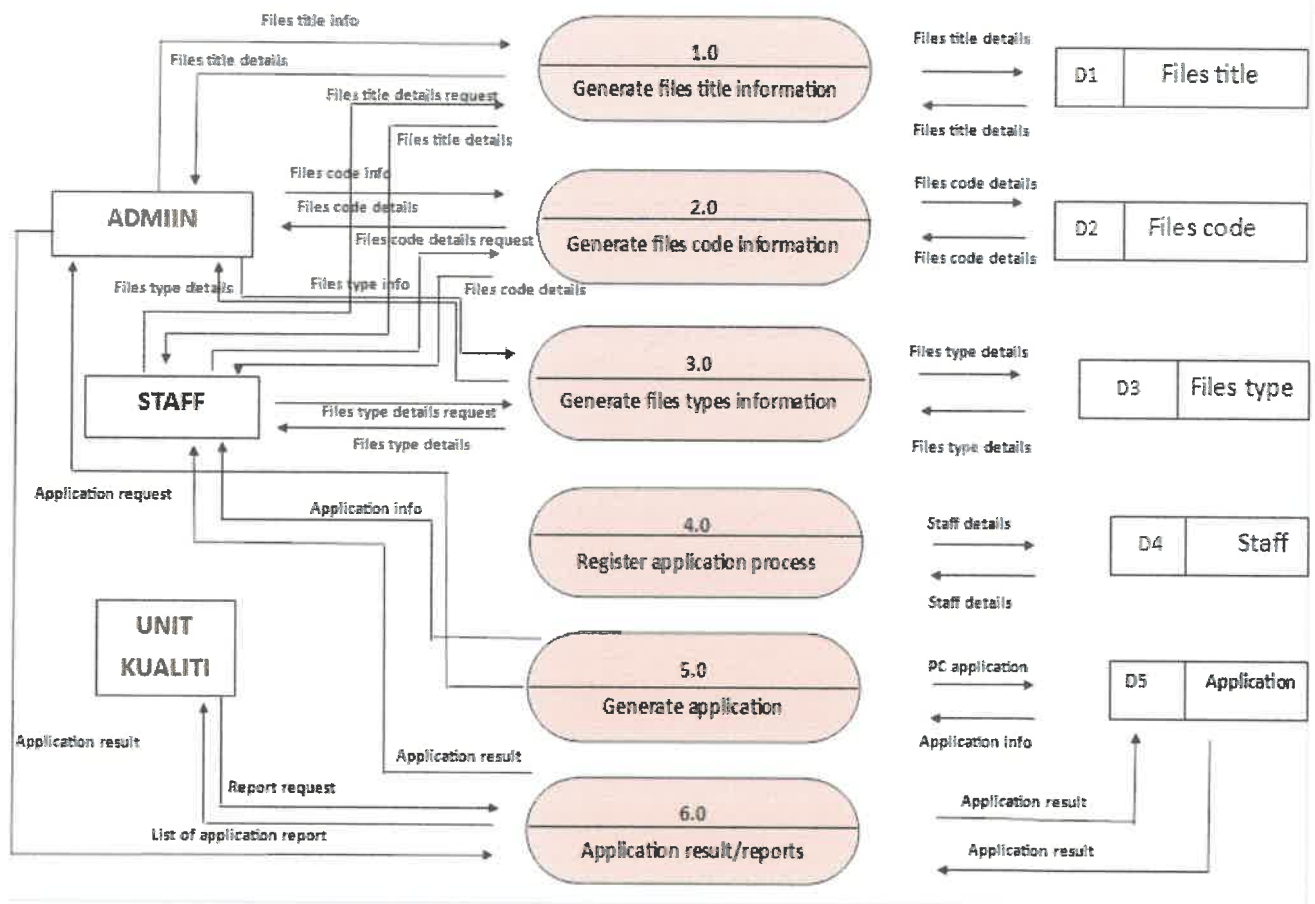 Files title info
1.0
Files title details
Files title details
Generate files title information
D1
Files title
Files title details request
Files title details
Files title details
Files code info
Files code details
ADMIIN
Files code details
2.0
D2
Files code
Files code details request
Generate files code information
Files code details
Files type details
Files type info
Files code details
3.0
Files type details
STAFF
Files type details request
Generate files types information
D3
Files type
Files type details
Files type details
Application request
Application info
4.0
Staff details
Register application process
D4
Staff
Staff details
UNIT
KUALITI
5.0
PC application
D5
Application
Generate application
Application result
Application info
Application result
Report request
Application result
6.0
List of application report
Application result/reports
Application result